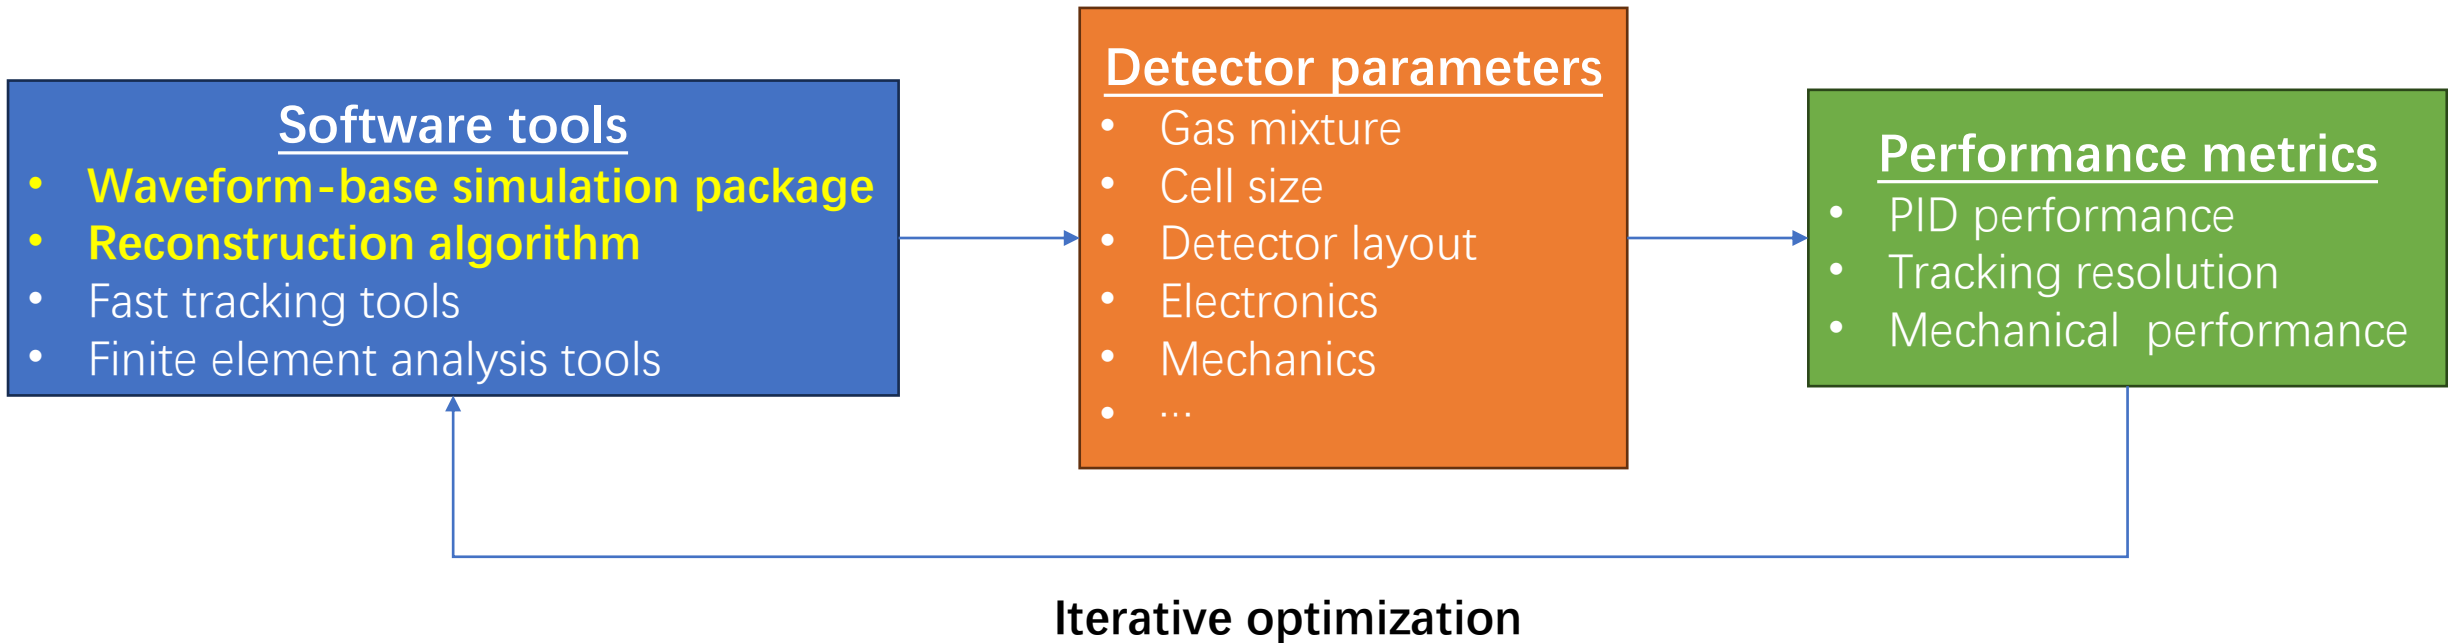 Software tools
• Waveform-base simulation package
• Reconstruction algorithm
• Fast tracking tools
• Finite element analysis tools
Detector parameters
• Gas mixture
• Cell size
• Detector layout
• Electronics
• Mechanics
• ...
Performance metrics
• PID performance
• Tracking resolution
• Mechanical  performance
Iterative optimization